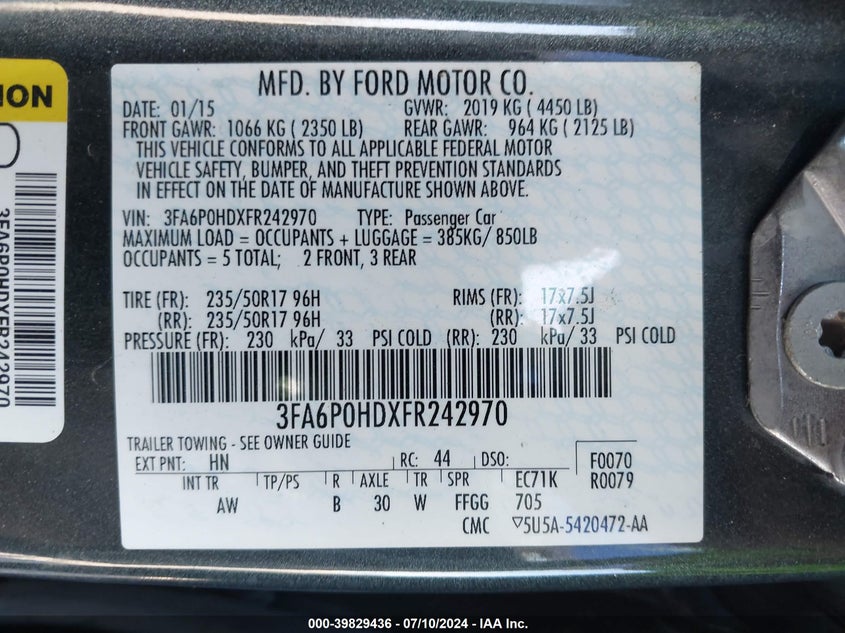 MFD. BY FORD MOTOR CO.
DATE: 01/15 GVWR: 2019 KG ( 4450 LB)
FRONT GAWR: 1066 KG ( 2350 LB) REAR GAWR: 964 KG ( 2125 LB)
THIS VEHICLE CONFORMS TO ALL APPLICABLE FEDERAL MOTOR
VEHICLE SAFETY, BUMPER, AND THEFT PREVENTION STANDARDS
IN EFFECT ON THE DATE OF MANUFACTURE SHOWN ABOVE.
VIN: 3FA6P0HDXFR242970 TYPE: Passenger Car
MAXIMUM LOAD = OCCUPANTS + LUGGAGE = 385KG/ 850LB
OCCUPANTS = 5 TOTAL; 2 FRONT, 3 REAR
TIRE (FR): 235/50R17 96H RIMS (FR): 17x7.5J
(RR): 235/50R17 96H (RR): 17x7.5J
PRESSURE (FR): 230 kPa/ 33 PSI COLD (RR): 230 kPa/ 33 PSI COLD
3FA6P0HDXFR242970
TRAILER TOWING - SEE OWNER GUIDE
EXT PNT: HN RC: 44 DSO: F0070
INT TR TP/PS R AXLE TR SPR EC71K R0079
AW B 30 W FFGG 705
CMC ▽5U5A-5420472-AA
ION
3FA6P0HDXFR242970
000-39829436 - 07/10/2024 - IAA Inc.